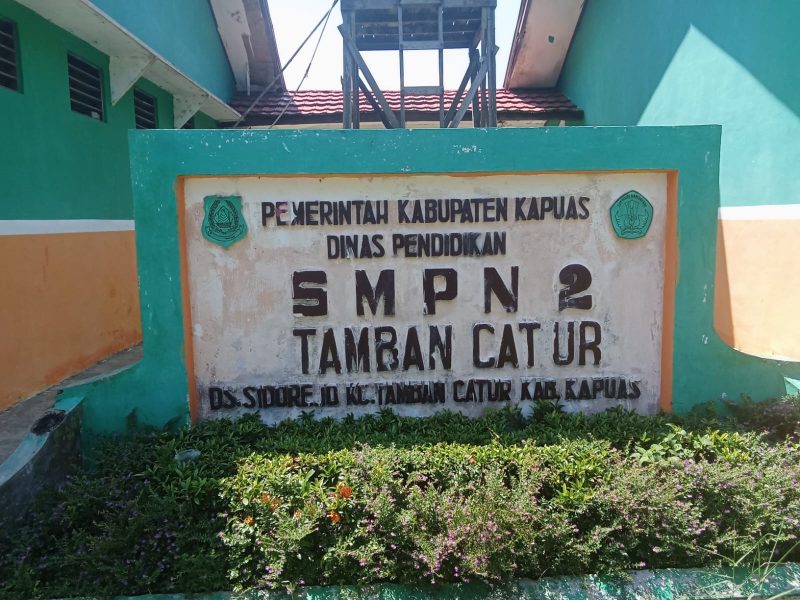 PEMERINTAH KABUPATEN KAPUAS
DINAS PENDIDIKAN
SMPN 2
TAMBAN CATUR
DS. SIDOREJO KC. TAMBAN CATUR KAB. KAPUAS